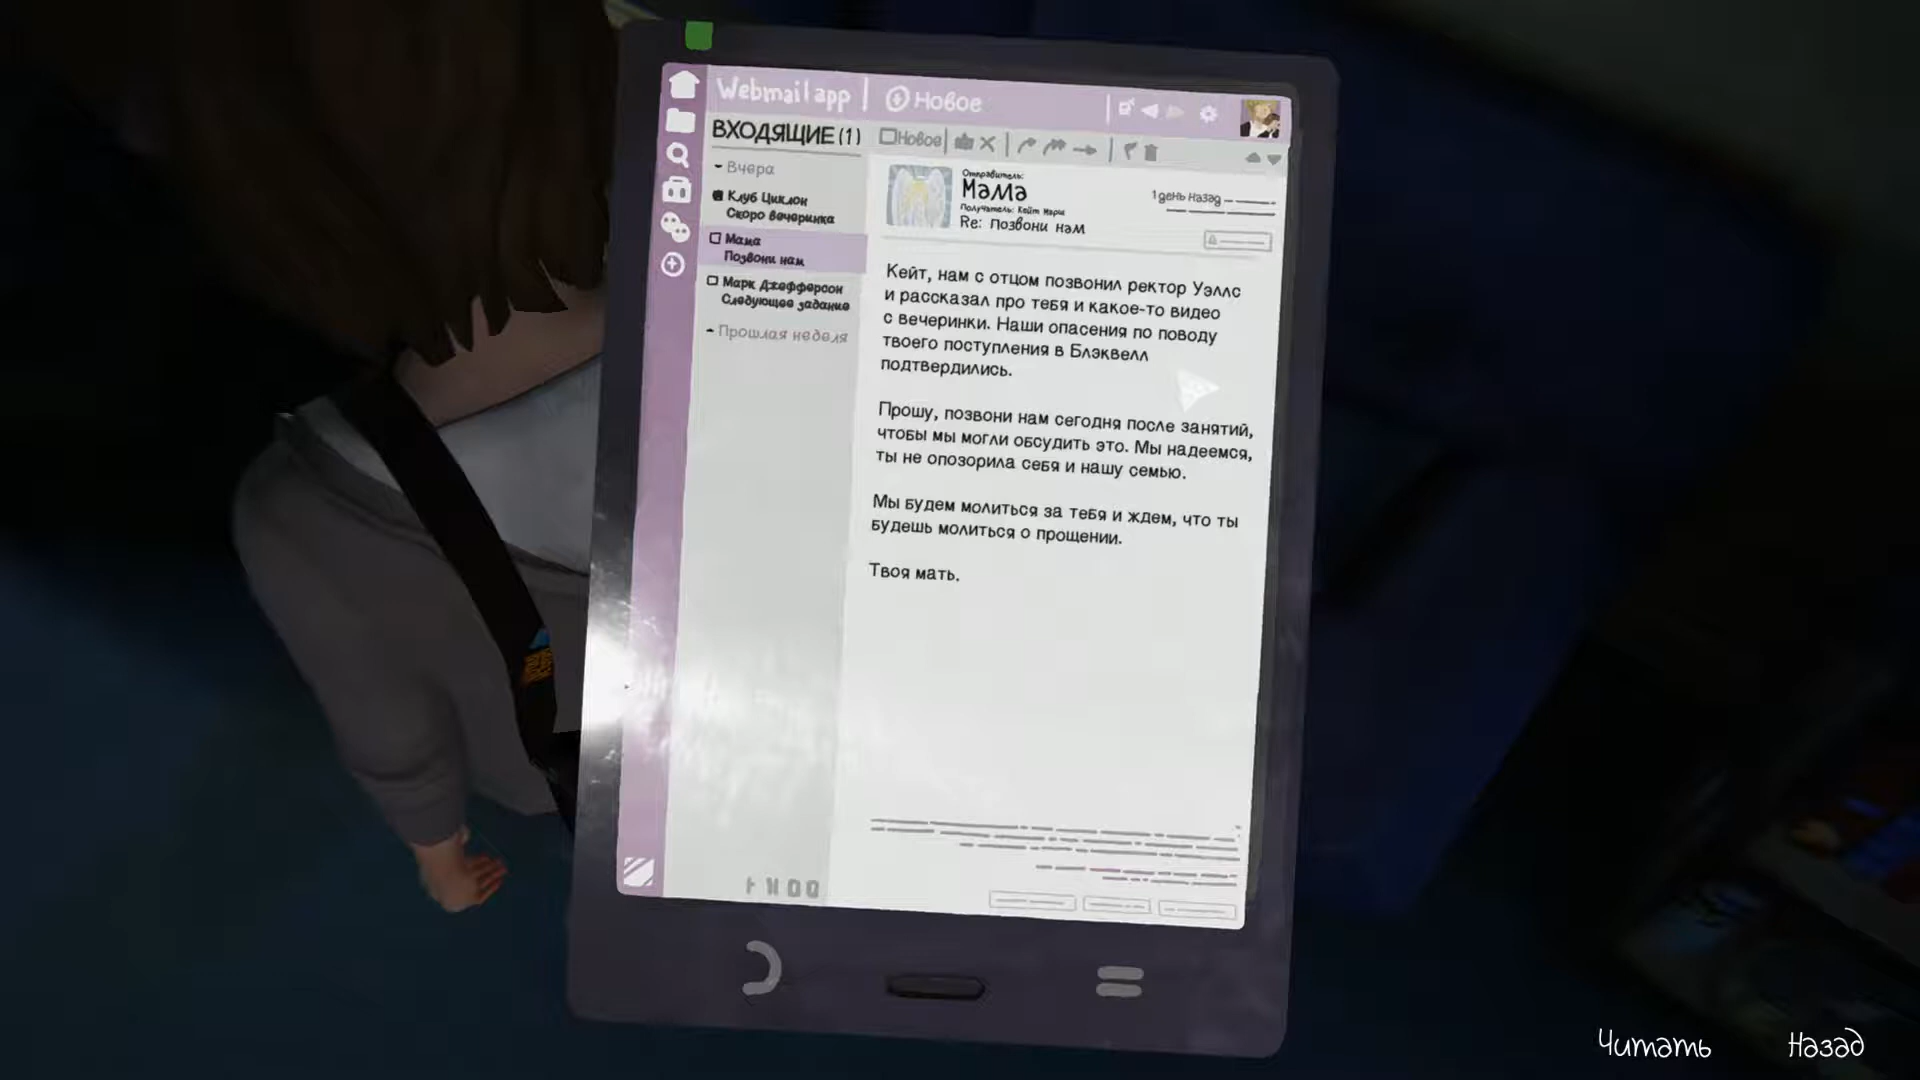 Webmail app
Новое
ВХОДЯЩИЕ (1)
Вчера
Клуб Циклон
Скоро вечеринка
Мама
Позвони нам
Марк Джефферсон
Следующее задание
Прошлая неделя
Новое
Отправитель:
Мама
Получатель: Кейт Марш
Re: Позвони нам
1 день назад
Кейт, нам с отцом позвонил ректор Уэллс
и рассказал про тебя и какое-то видео
с вечеринки. Наши опасения по поводу
твоего поступления в Блэквелл
подтвердились.
Прошу, позвони нам сегодня после занятий,
чтобы мы могли обсудить это. Мы надеемся,
ты не опозорила себя и нашу семью.
Мы будем молиться за тебя и ждем, что ты
будешь молиться о прощении.
Твоя мать.
Читать
Назад